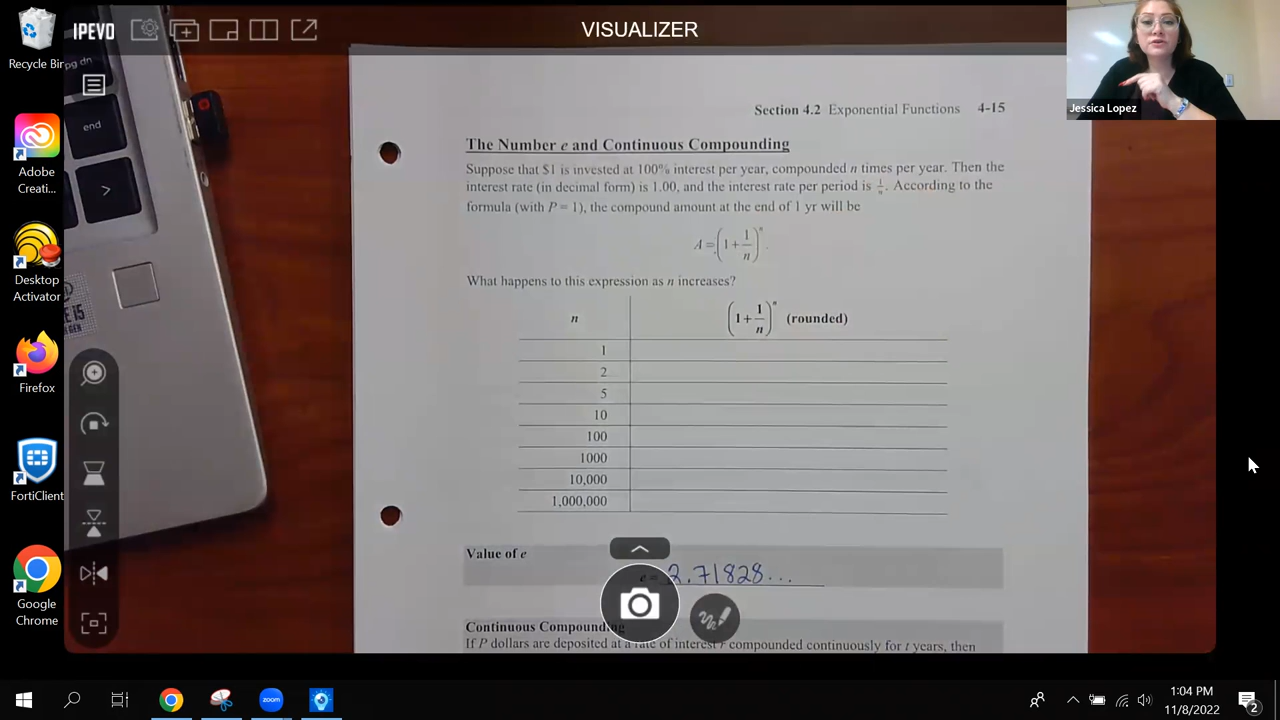 Recycle Bin
Adobe
Creati...
Desktop
Activator
Firefox
FortiClient
Google
Chrome
IPEVO
VISUALIZER
Jessica Lopez
pg dn
end
>
Section 4.2 Exponential Functions 4-15
The Number e and Continuous Compounding
Suppose that $1 is invested at 100% interest per year, compounded n times per year. Then the
interest rate (in decimal form) is 1.00, and the interest rate per period is 1/n. According to the
formula (with P = 1), the compound amount at the end of 1 yr will be
A = (1 + 1/n)^n.
What happens to this expression as n increases?
n (1 + 1/n)^n (rounded)
1
2
5
10
100
1000
10,000
1,000,000
Value of e
e = 2.71828...
Continuous Compounding
If P dollars are deposited at a rate of interest r compounded continuously for t years, then
zoom
1:04 PM
11/8/2022
2